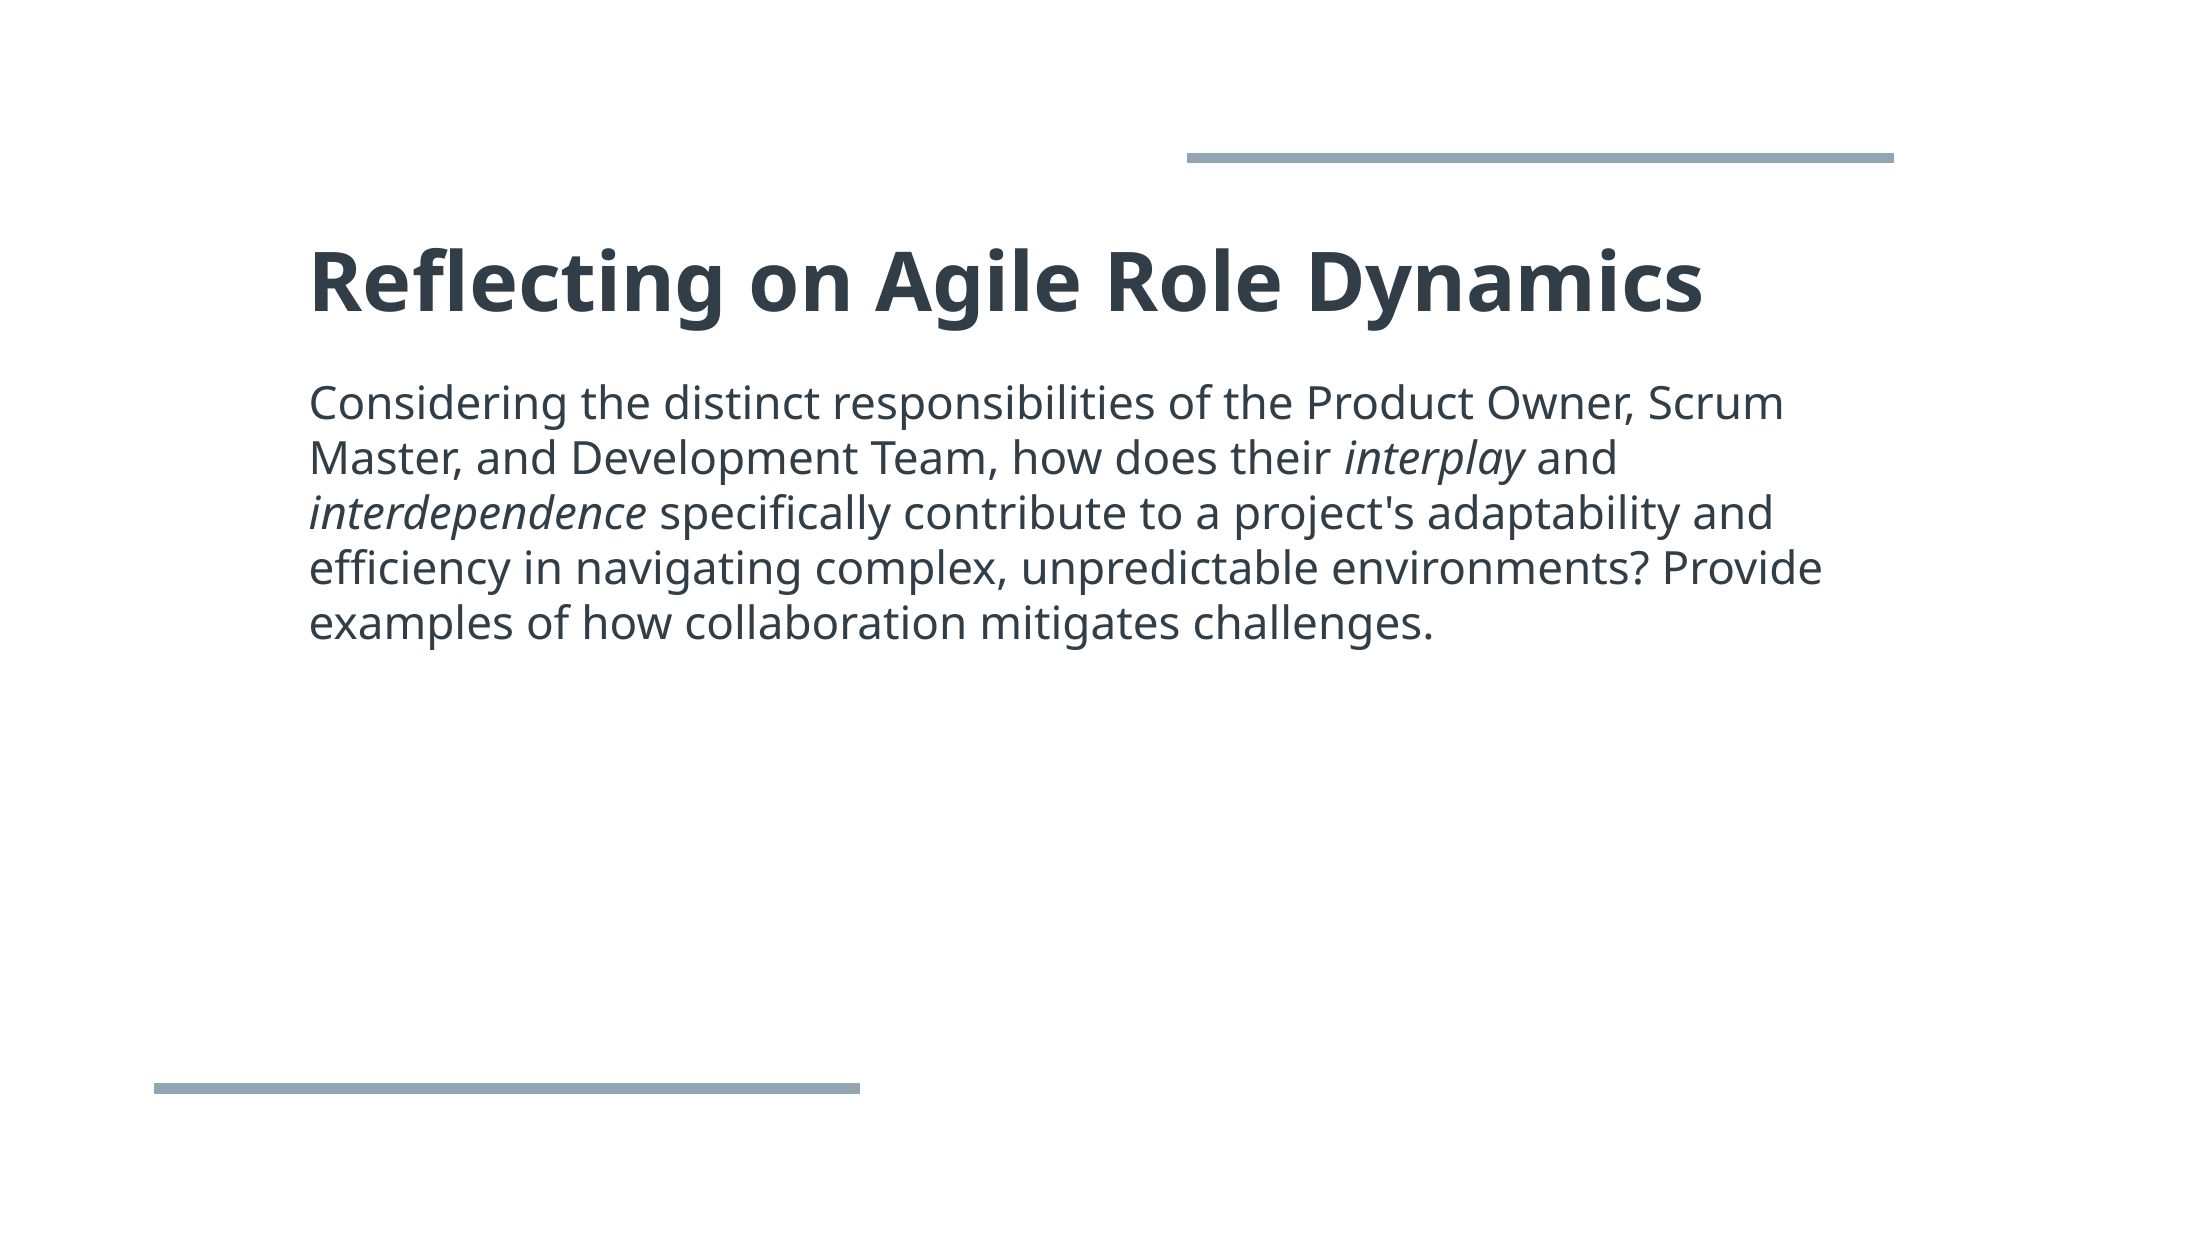 Reflecting on Agile Role Dynamics
Considering the distinct responsibilities of the Product Owner, Scrum
Master, and Development Team, how does their interplay and
interdependence specifically contribute to a project's adaptability and
efficiency in navigating complex, unpredictable environments? Provide
examples of how collaboration mitigates challenges.